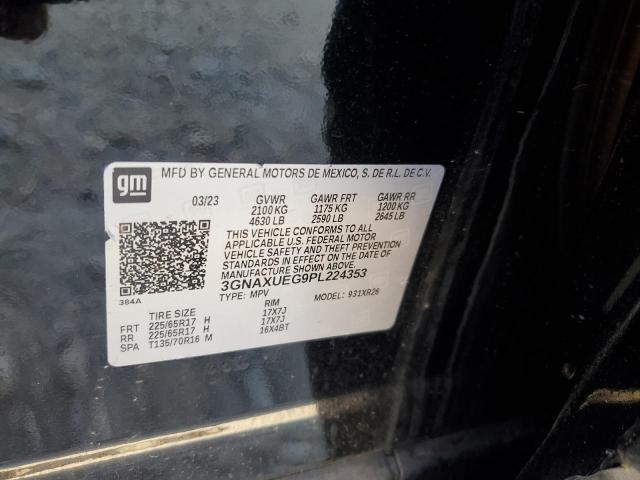 gm
MFD BY GENERAL MOTORS DE MEXICO, S. DE R.L. DE C.V.
03/23 GVWR GAWR FRT GAWR RR
2100 KG 1175 KG 1200 KG
4630 LB 2590 LB 2645 LB
THIS VEHICLE CONFORMS TO ALL
APPLICABLE U.S. FEDERAL MOTOR
VEHICLE SAFETY AND THEFT PREVENTION
STANDARDS IN EFFECT ON THE DATE OF
MANUFACTURE SHOWN ABOVE.
3GNAXUEG9PL224353
384A
TYPE: MPV MODEL: 931XR26
TIRE SIZE RIM
FRT 225/65R17 H 17X7J
RR 225/65R17 H 17X7J
SPA T135/70R16 M 16X4BT